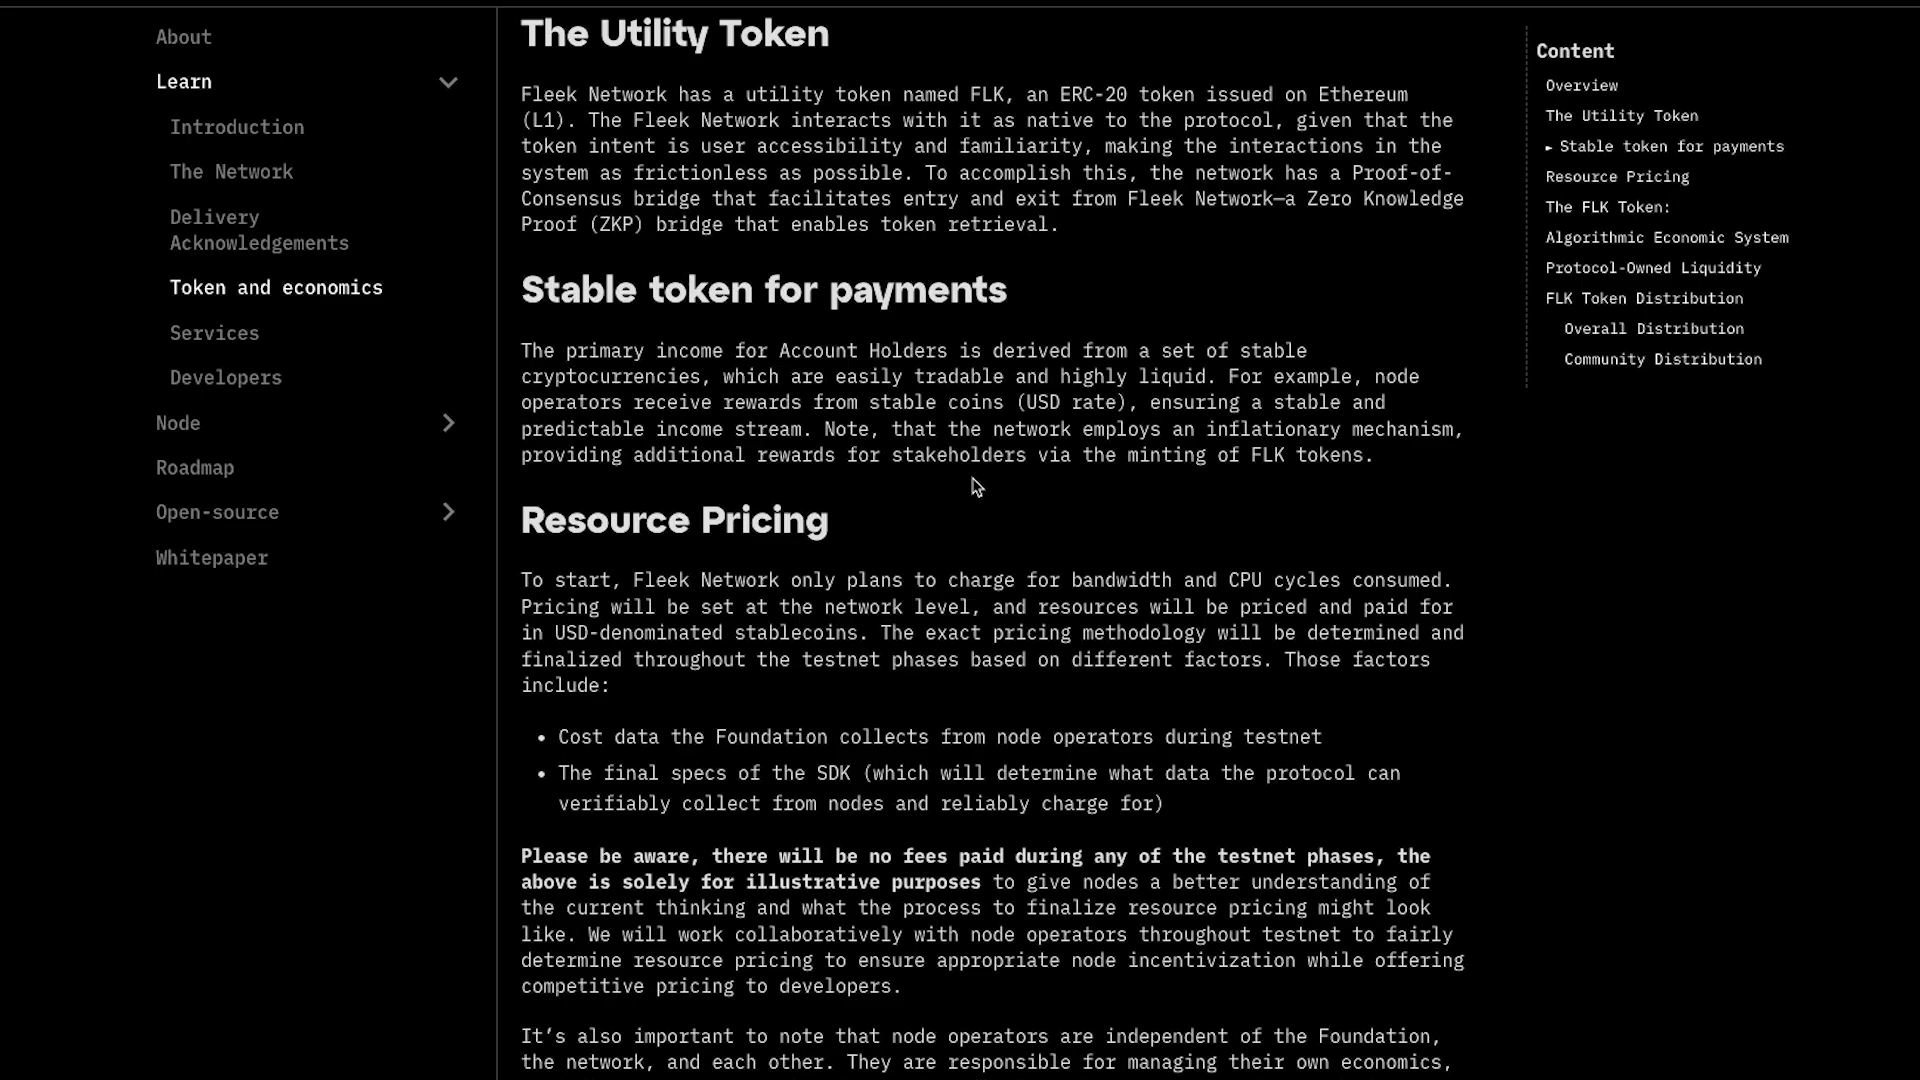 About
Learn
Introduction
The Network
Delivery
Acknowledgements
Token and economics
Services
Developers
Node
Roadmap
Open-source
Whitepaper
The Utility Token
Fleek Network has a utility token named FLK, an ERC-20 token issued on Ethereum
(L1). The Fleek Network interacts with it as native to the protocol, given that the
token intent is user accessibility and familiarity, making the interactions in the
system as frictionless as possible. To accomplish this, the network has a Proof-of-
Consensus bridge that facilitates entry and exit from Fleek Network—a Zero Knowledge
Proof (ZKP) bridge that enables token retrieval.
Stable token for payments
The primary income for Account Holders is derived from a set of stable
cryptocurrencies, which are easily tradable and highly liquid. For example, node
operators receive rewards from stable coins (USD rate), ensuring a stable and
predictable income stream. Note, that the network employs an inflationary mechanism,
providing additional rewards for stakeholders via the minting of FLK tokens.
Resource Pricing
To start, Fleek Network only plans to charge for bandwidth and CPU cycles consumed.
Pricing will be set at the network level, and resources will be priced and paid for
in USD-denominated stablecoins. The exact pricing methodology will be determined and
finalized throughout the testnet phases based on different factors. Those factors
include:
• Cost data the Foundation collects from node operators during testnet
• The final specs of the SDK (which will determine what data the protocol can
verifiably collect from nodes and reliably charge for)
Please be aware, there will be no fees paid during any of the testnet phases, the
above is solely for illustrative purposes to give nodes a better understanding of
the current thinking and what the process to finalize resource pricing might look
like. We will work collaboratively with node operators throughout testnet to fairly
determine resource pricing to ensure appropriate node incentivization while offering
competitive pricing to developers.
It’s also important to note that node operators are independent of the Foundation,
the network, and each other. They are responsible for managing their own economics,
Content
Overview
The Utility Token
► Stable token for payments
Resource Pricing
The FLK Token:
Algorithmic Economic System
Protocol-Owned Liquidity
FLK Token Distribution
Overall Distribution
Community Distribution